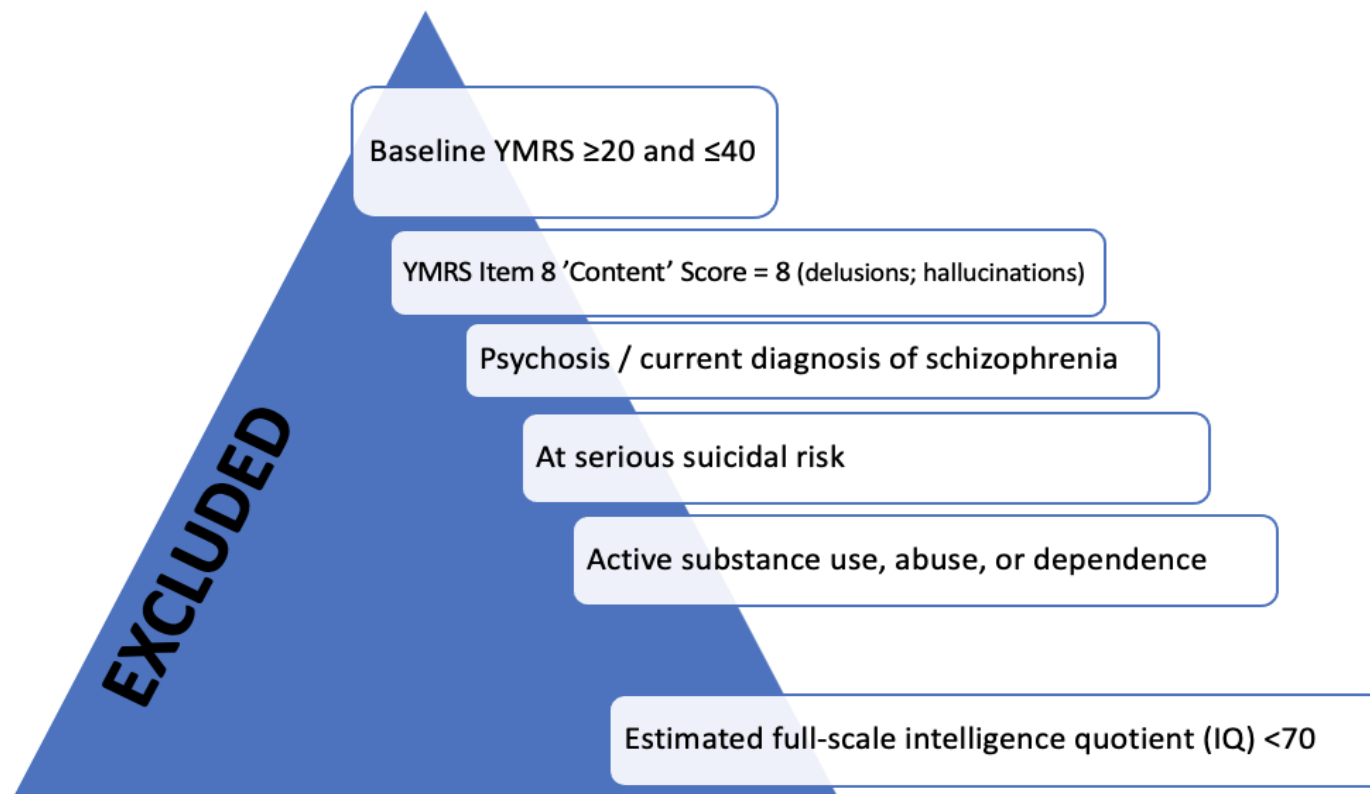 Baseline YMRS ≥20 and ≤40
YMRS Item 8 ’Content’ Score = 8 (delusions; hallucinations)
Psychosis / current diagnosis of schizophrenia
At serious suicidal risk
Active substance use, abuse, or dependence
EXCLUDED
Estimated full-scale intelligence quotient (IQ) <70